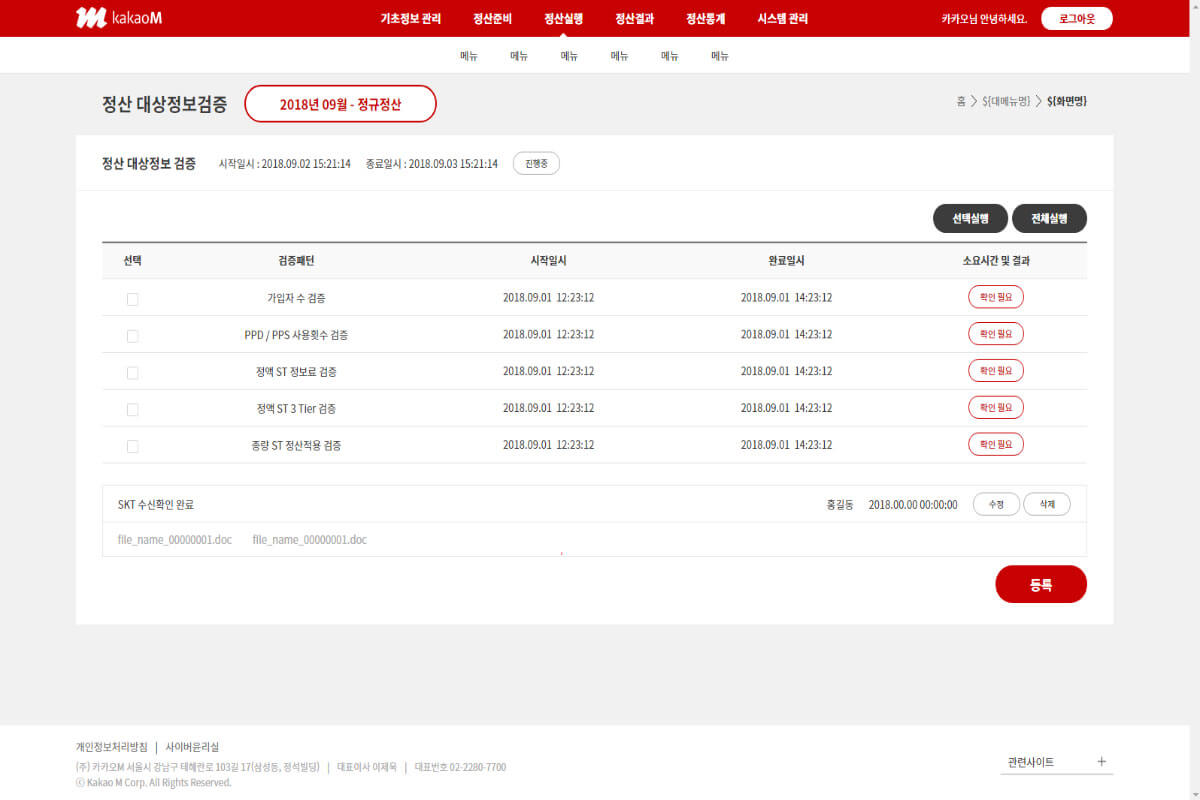 kakaoM 기초정보 관리 정산준비 정산실행 정산결과 정산통계 시스템 관리 카카오님 안녕하세요. 로그아웃
메뉴 메뉴 메뉴 메뉴 메뉴 메뉴
정산 대상정보검증 2018년 09월 - 정규정산 홈 > ${대메뉴명} > ${화면명}
정산 대상정보 검증 시작일시 : 2018.09.02 15:21:14 종료일시 : 2018.09.03 15:21:14 진행중
선택실행 전체실행
선택 검증패턴 시작일시 완료일시 소요시간 및 결과
가입자 수 검증 2018.09.01 12:23:12 2018.09.01 14:23:12 확인 필요
PPD / PPS 사용횟수 검증 2018.09.01 12:23:12 2018.09.01 14:23:12 확인 필요
정액 ST 정보료 검증 2018.09.01 12:23:12 2018.09.01 14:23:12 확인 필요
정액 ST 3 Tier 검증 2018.09.01 12:23:12 2018.09.01 14:23:12 확인 필요
종량 ST 정산적용 검증 2018.09.01 12:23:12 2018.09.01 14:23:12 확인 필요
SKT 수신확인 완료 홍길동 2018.00.00 00:00:00 수정 삭제
file_name_00000001.doc file_name_00000001.doc
등록
개인정보처리방침 | 사이버윤리실
(주) 카카오M 서울시 강남구 테헤란로 103길 17(삼성동, 정석빌딩) | 대표이사 이제욱 | 대표번호 02-2280-7700
관련사이트 +
ⓒ Kakao M Corp. All Rights Reserved.